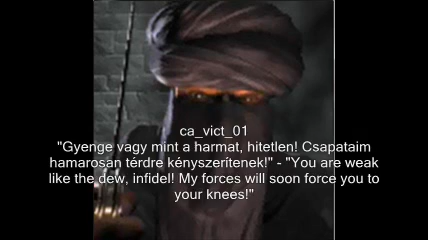 ca_vict_01
"Gyenge vagy mint a harmat, hitetlen! Csapataim
hamarosan térdre kényszerítenek!" - "You are weak
like the dew, infidel! My forces will soon force you to
your knees!"